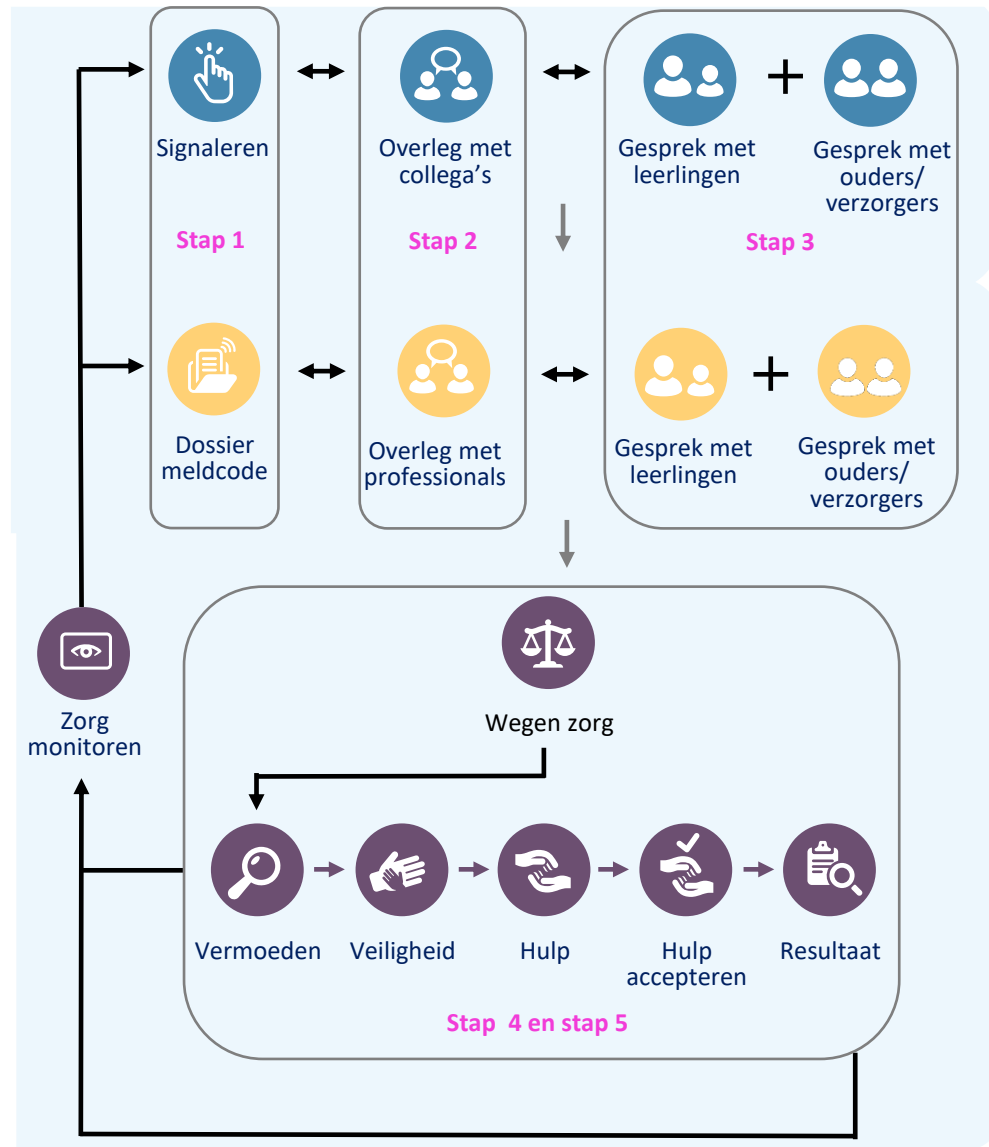 Signaleren
Overleg met
collega's
Gesprek met
leerlingen
Gesprek met
ouders/
verzorgers
Stap 1
Stap 2
Stap 3
Dossier
meldcode
Overleg met
professionals
Gesprek met
leerlingen
Gesprek met
ouders/
verzorgers
Zorg
monitoren
Wegen zorg
Vermoeden
Veiligheid
Hulp
Hulp
accepteren
Resultaat
Stap 4 en stap 5